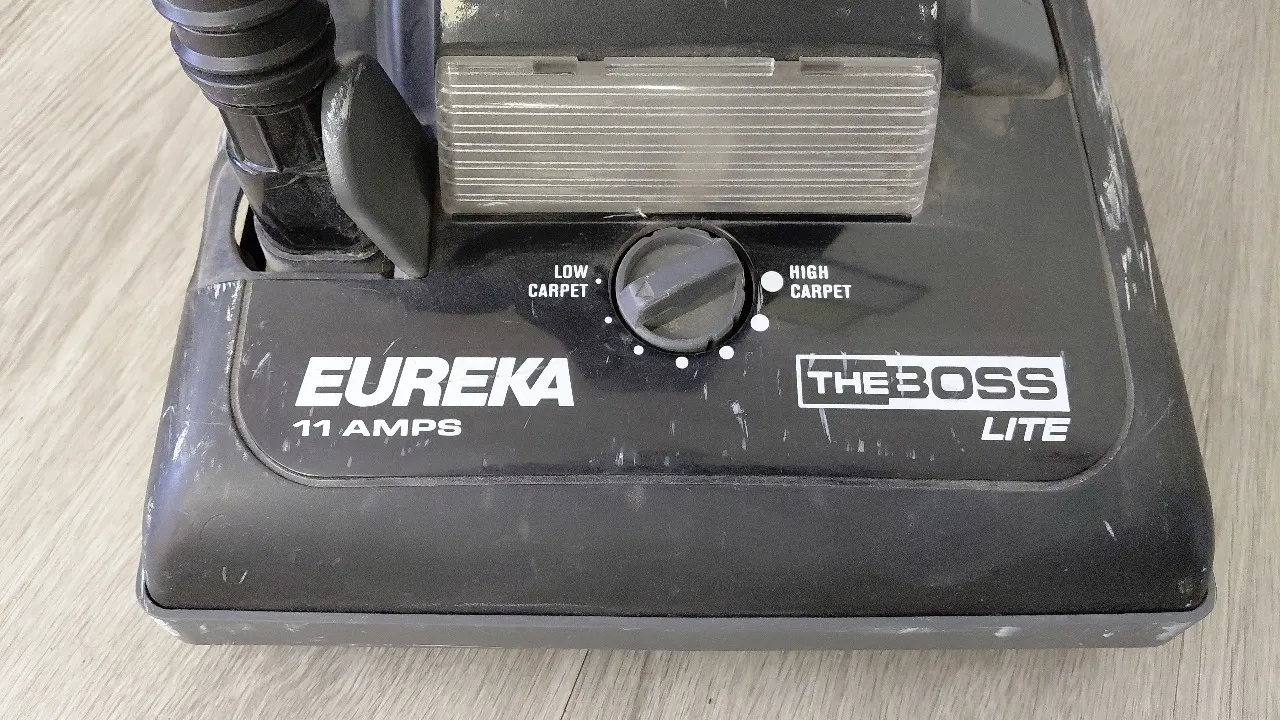 LOW
CARPET
HIGH
CARPET
EUREKA
11 AMPS
THE BOSS
LITE